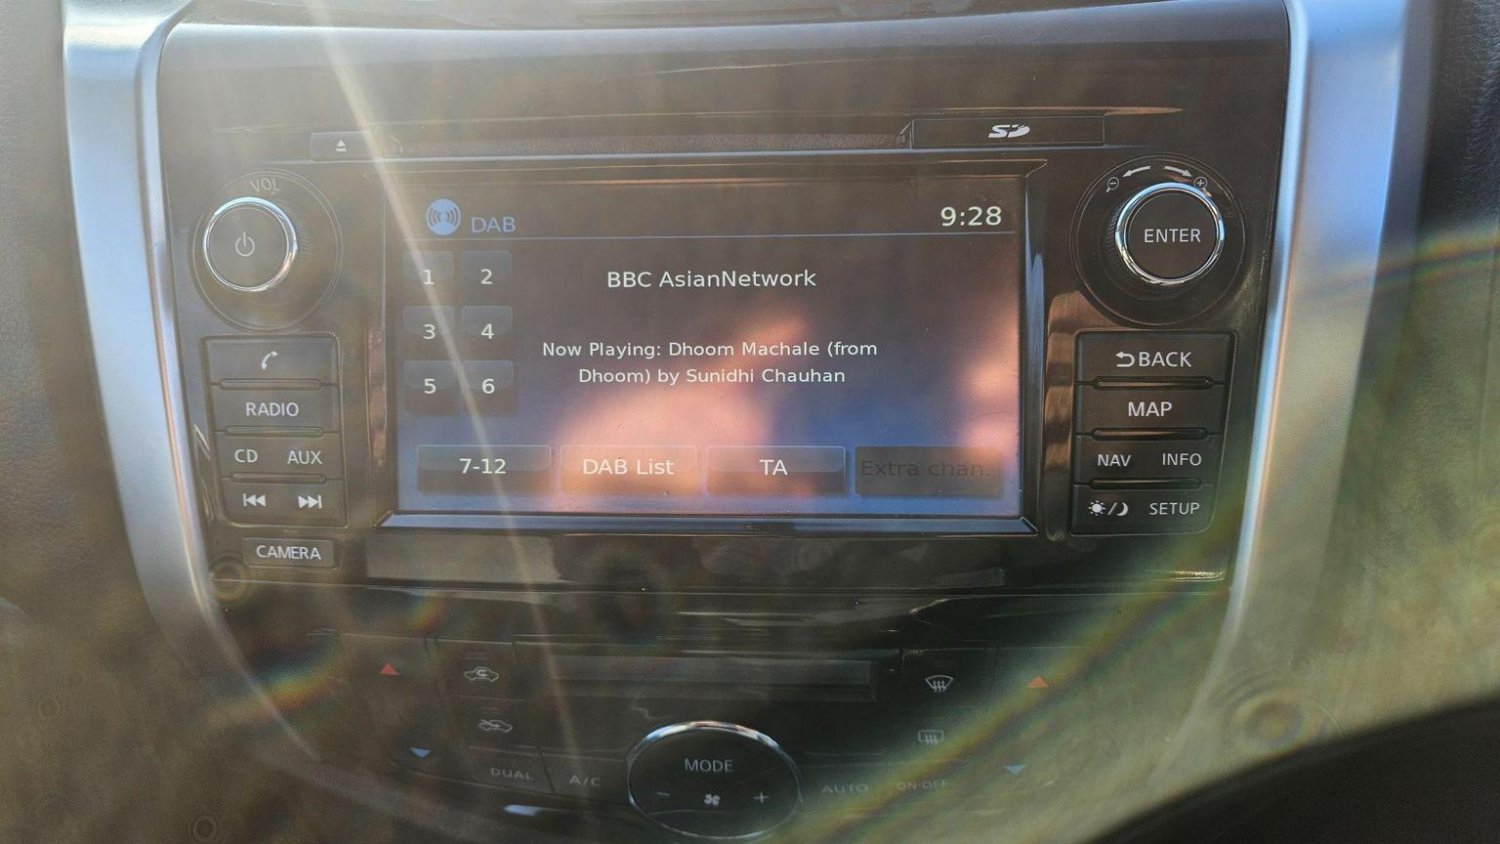 SD
VOL
DAB
9:28
ENTER
1 2
BBC AsianNetwork
3 4
Now Playing: Dhoom Machale (from
Dhoom) by Sunidhi Chauhan
5 6
7-12 DAB List TA Extra chan.
RADIO
CD AUX
CAMERA
BACK
MAP
NAV INFO
SETUP
MODE
DUAL A/C
- +
AUTO ON·OFF